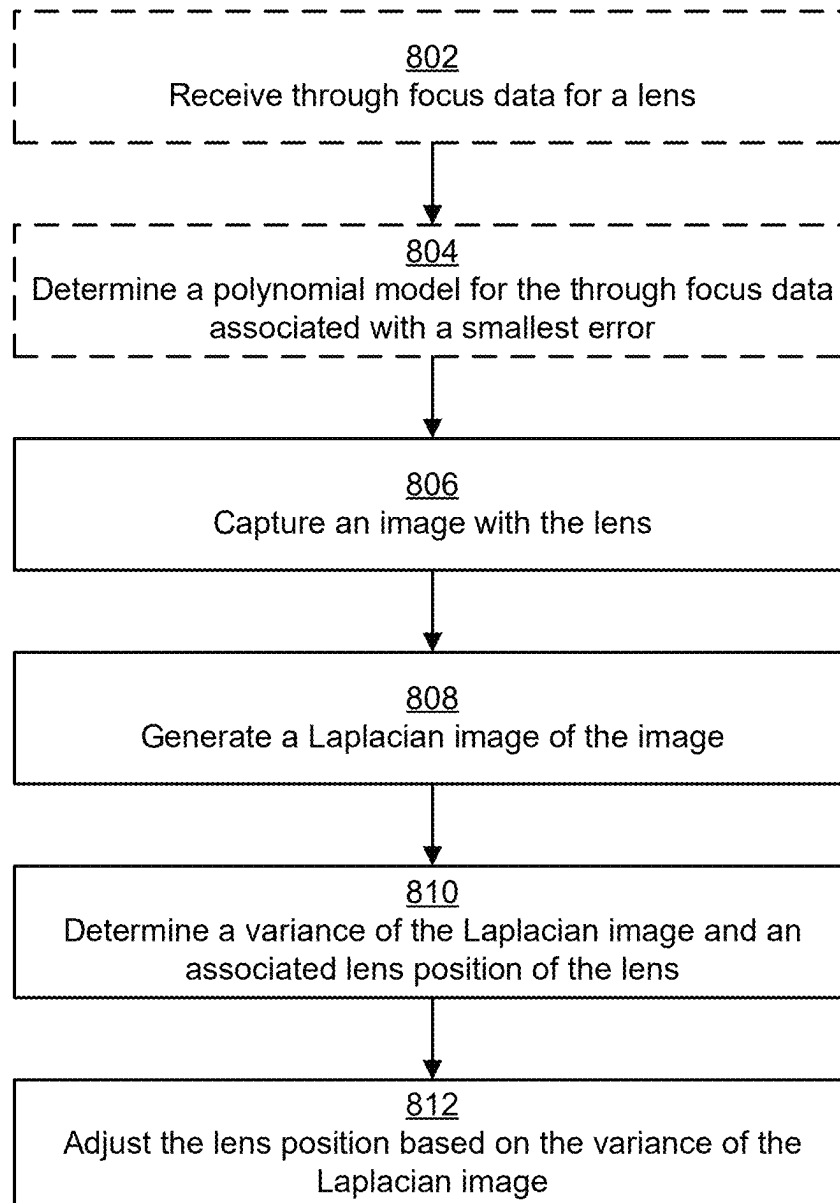 802
Receive through focus data for a lens
804
Determine a polynomial model for the through focus data
associated with a smallest error
806
Capture an image with the lens
808
Generate a Laplacian image of the image
810
Determine a variance of the Laplacian image and an
associated lens position of the lens
812
Adjust the lens position based on the variance of the
Laplacian image